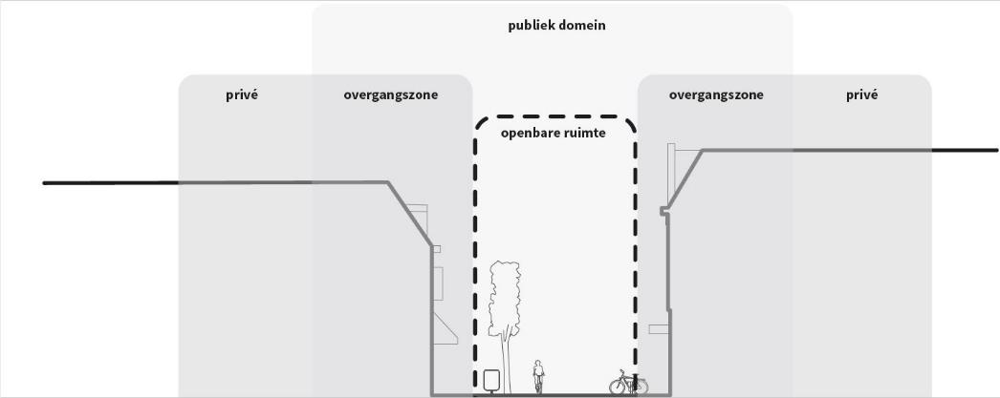 publiek domein
privé
overgangszone
overgangszone
privé
openbare ruimte